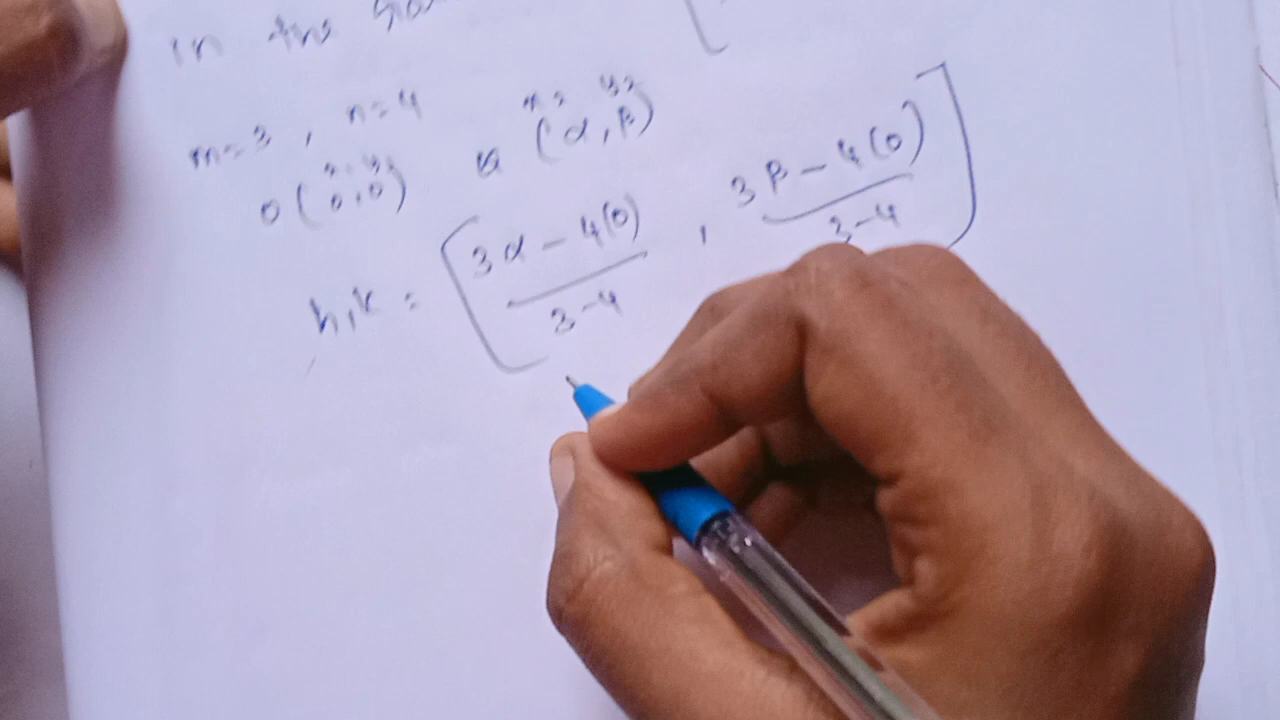 in the
m=3 , n=4
x₂ y₂
x₁ y₁
O(0,0) & (α,β)
h,k = [ 3α-4(0) / 3-4 , 3β-4(0) / 3-4 ]